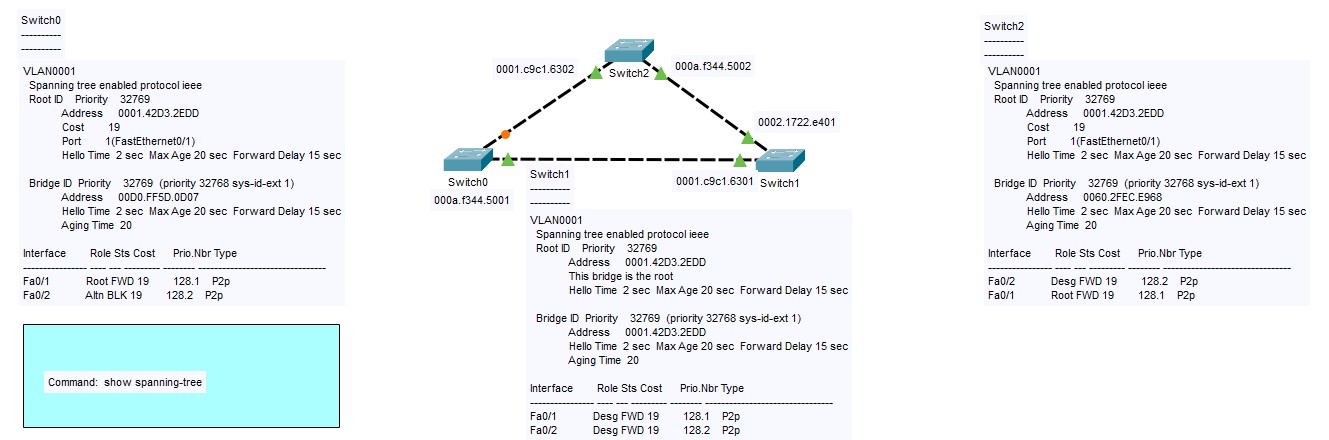 Switch0
----------
----------
VLAN0001
Spanning tree enabled protocol ieee
Root ID Priority 32769
Address 0001.42D3.2EDD
Cost 19
Port 1(FastEthernet0/1)
Hello Time 2 sec Max Age 20 sec Forward Delay 15 sec
Bridge ID Priority 32769 (priority 32768 sys-id-ext 1)
Address 00D0.FF5D.0D07
Hello Time 2 sec Max Age 20 sec Forward Delay 15 sec
Aging Time 20
Interface Role Sts Cost Prio.Nbr Type
---------------- ---- --- --------- -------- --------------------------------
Fa0/1 Root FWD 19 128.1 P2p
Fa0/2 Altn BLK 19 128.2 P2p
Command: show spanning-tree
0001.c9c1.6302
Switch2
000a.f344.5002
0002.1722.e401
Switch0
000a.f344.5001
0001.c9c1.6301
Switch1
Switch1
----------
----------
VLAN0001
Spanning tree enabled protocol ieee
Root ID Priority 32769
Address 0001.42D3.2EDD
This bridge is the root
Hello Time 2 sec Max Age 20 sec Forward Delay 15 sec
Bridge ID Priority 32769 (priority 32768 sys-id-ext 1)
Address 0001.42D3.2EDD
Hello Time 2 sec Max Age 20 sec Forward Delay 15 sec
Aging Time 20
Interface Role Sts Cost Prio.Nbr Type
---------------- ---- --- --------- -------- --------------------------------
Fa0/1 Desg FWD 19 128.1 P2p
Fa0/2 Desg FWD 19 128.2 P2p
Switch2
----------
----------
VLAN0001
Spanning tree enabled protocol ieee
Root ID Priority 32769
Address 0001.42D3.2EDD
Cost 19
Port 1(FastEthernet0/1)
Hello Time 2 sec Max Age 20 sec Forward Delay 15 sec
Bridge ID Priority 32769 (priority 32768 sys-id-ext 1)
Address 0060.2FEC.E968
Hello Time 2 sec Max Age 20 sec Forward Delay 15 sec
Aging Time 20
Interface Role Sts Cost Prio.Nbr Type
---------------- ---- --- --------- -------- --------------------------------
Fa0/2 Desg FWD 19 128.2 P2p
Fa0/1 Root FWD 19 128.1 P2p